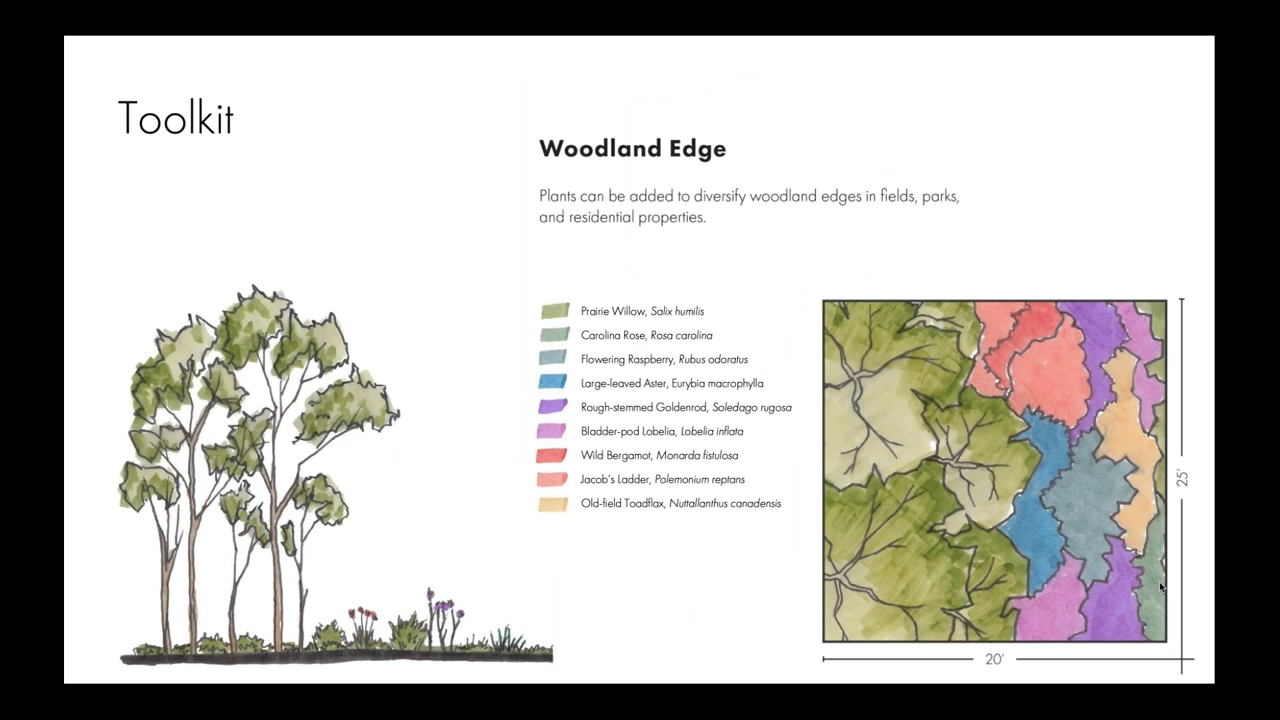 Toolkit
Woodland Edge
Plants can be added to diversify woodland edges in fields, parks,
and residential properties.
Prairie Willow, Salix humilis
Carolina Rose, Rosa carolina
Flowering Raspberry, Rubus odoratus
Large-leaved Aster, Eurybia macrophylla
Rough-stemmed Goldenrod, Soledago rugosa
Bladder-pod Lobelia, Lobelia inflata
Wild Bergamot, Monarda fistulosa
Jacob's Ladder, Polemonium reptans
Old-field Toadflax, Nuttallanthus canadensis
25'
20'